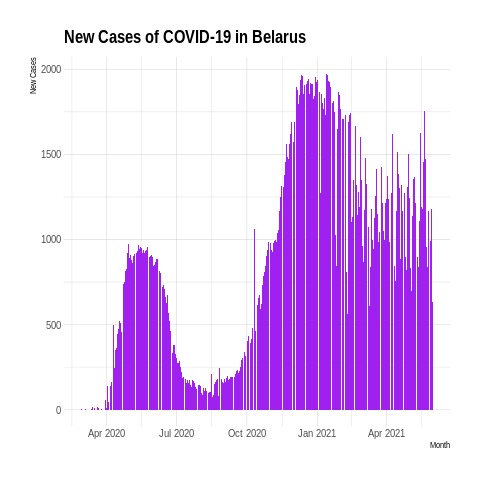 New Cases of COVID-19 in Belarus
New Cases
2000
1500
1000
500
0
Apr 2020 Jul 2020 Oct 2020 Jan 2021 Apr 2021
Month